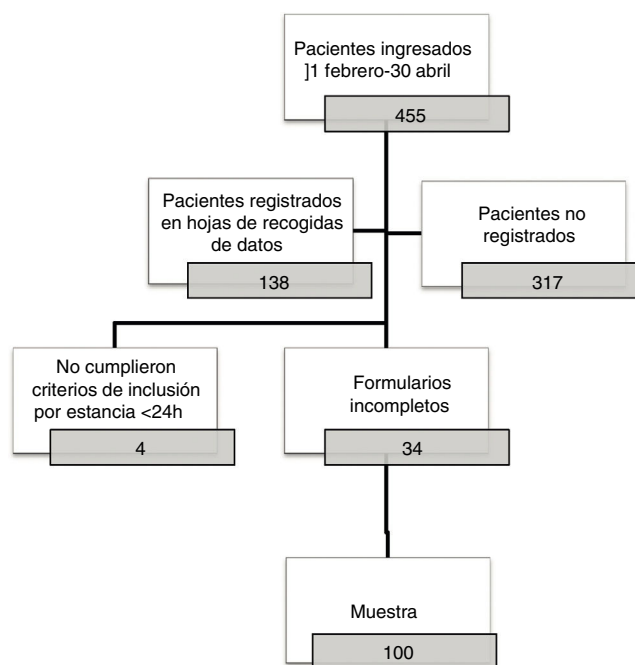 Pacientes ingresados
]1 febrero-30 abril
455
Pacientes registrados
en hojas de recogidas
de datos
138
Pacientes no
registrados
317
No cumplieron
criterios de inclusión
por estancia <24h
4
Formularios
incompletos
34
Muestra
100